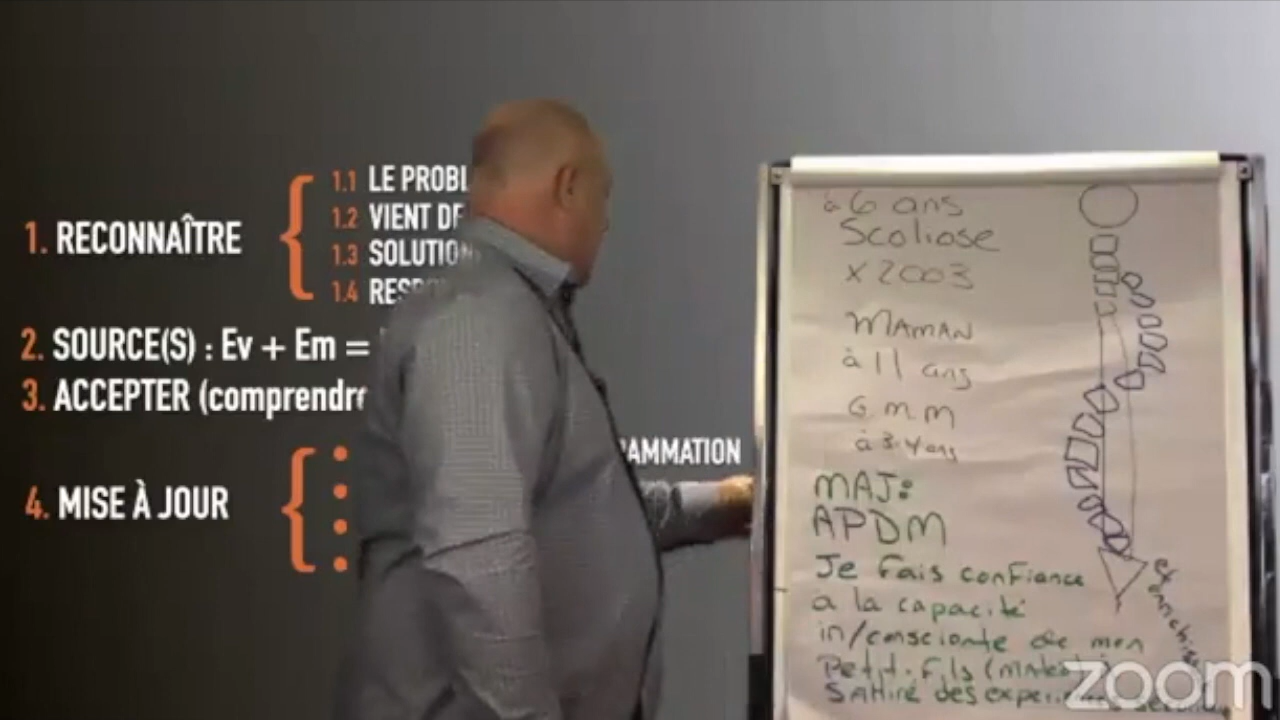 1. RECONNAÎTRE
1.1 LE PROBL
1.2 VIENT DE
1.3 SOLUTION
1.4
2. SOURCE(S) : Ev + Em =
3. ACCEPTER (comprendre
AMMATION
4. MISE À JOUR
à 6 ans
Scoliose
x 2003
MAMAN
à 11 ans
G.m.m
à 3.4 ans
MAJ:
APDM
Je fais confiance
a la capacité
in/consciente de mon
Petit-fils
des
zoom